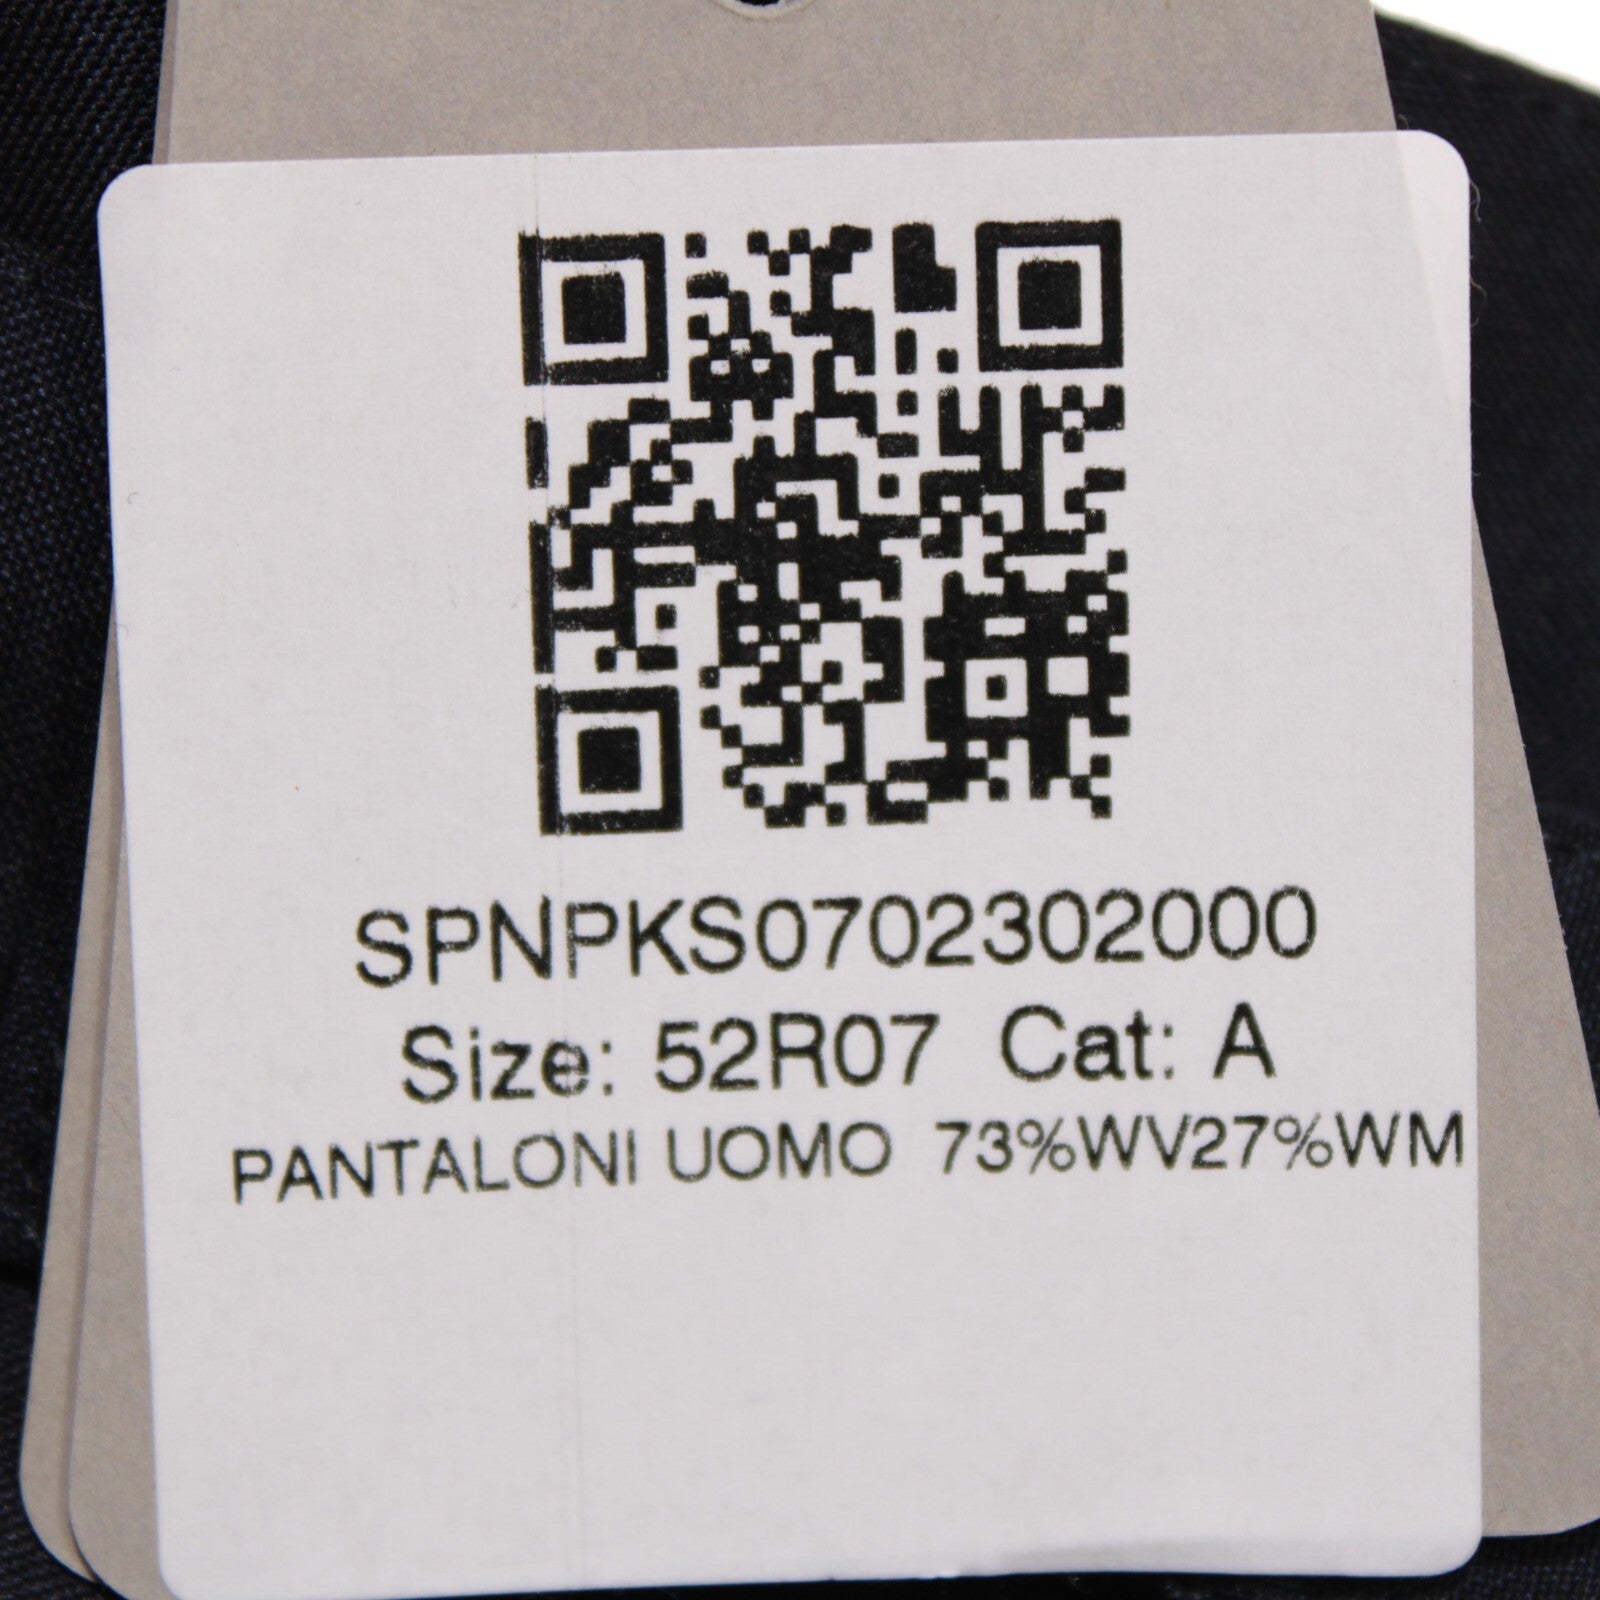 SPNPKS0702302000
Size: 52R07 Cat: A
PANTALONI UOMO 73%WV27%WM